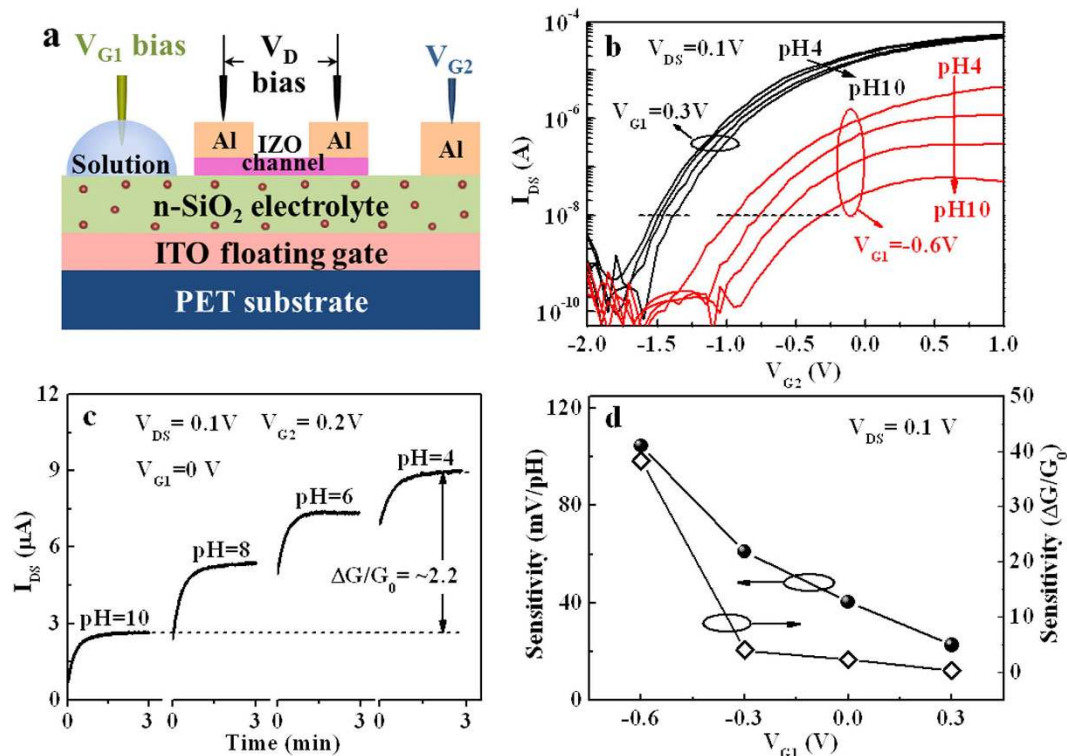 a
V_G1 bias
V_D
bias
V_G2
Solution
Al
IZO
Al
channel
Al
n-SiO₂ electrolyte
ITO floating gate
PET substrate
b
V_DS=0.1V
pH4
pH10
V_G1=0.3V
pH4
pH10
V_G1=-0.6V
I_DS (A)
10⁻⁴
10⁻⁶
10⁻⁸
10⁻¹⁰
-2.0 -1.5 -1.0 -0.5 0.0 0.5 1.0
V_G2 (V)
c
V_DS = 0.1V V_G2 = 0.2V
V_G1=0 V
pH=4
pH=6
pH=8
pH=10
ΔG/G₀= ~2.2
I_DS (μA)
12
9
6
3
0
0 3 0 3 0 3 0 3
Time (min)
d
V_DS = 0.1 V
Sensitivity (mV/pH)
120
80
40
0
Sensitivity (ΔG/G₀)
50
40
30
20
10
0
-0.6 -0.3 0.0 0.3
V_G1 (V)